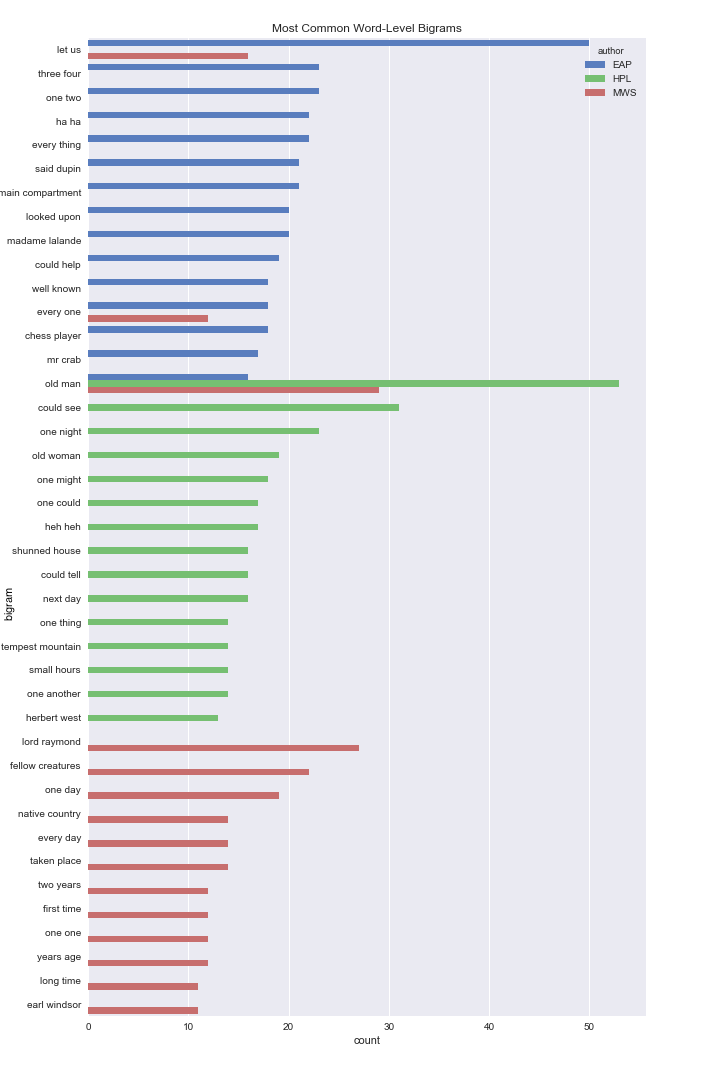 Most Common Word-Level Bigrams
author
EAP
HPL
MWS
let us
three four
one two
ha ha
every thing
said dupin
main compartment
looked upon
madame lalande
could help
well known
every one
chess player
mr crab
old man
could see
one night
old woman
one might
one could
heh heh
shunned house
could tell
next day
one thing
tempest mountain
small hours
one another
herbert west
lord raymond
fellow creatures
one day
native country
every day
taken place
two years
first time
one one
years age
long time
earl windsor
bigram
0 10 20 30 40 50
count